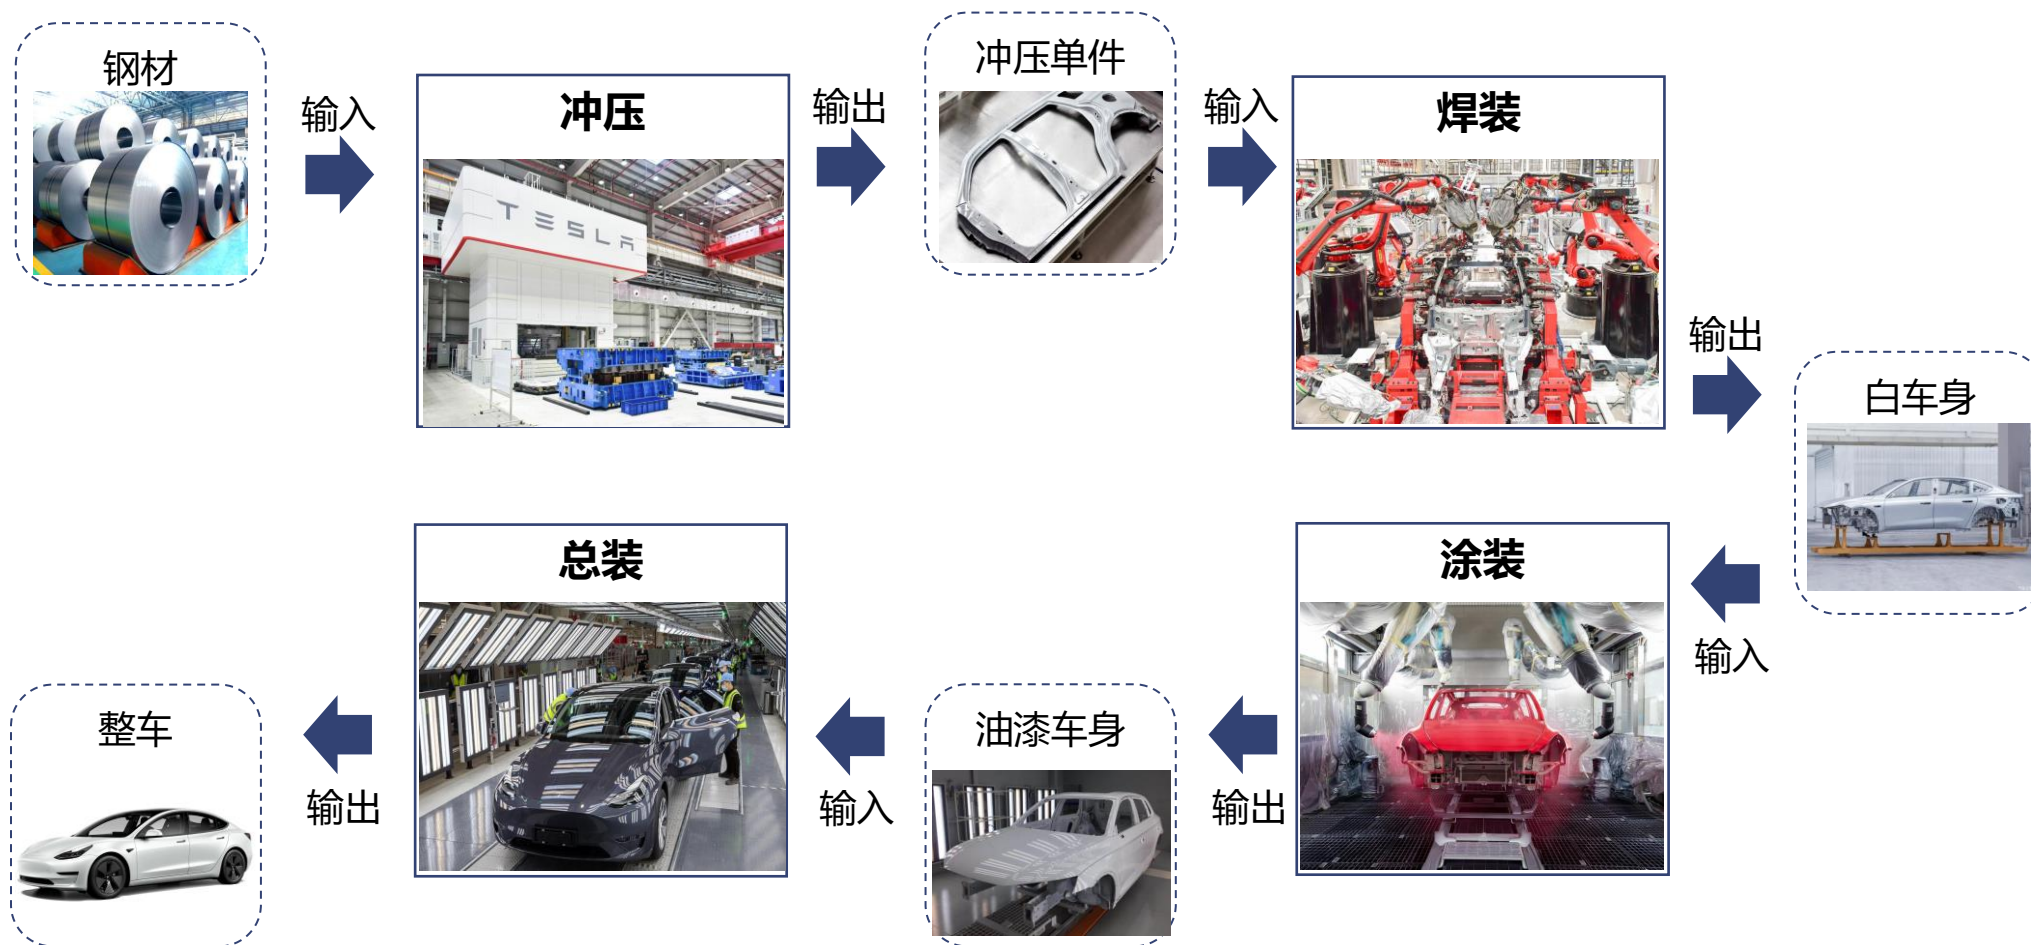 钢材
输入
冲压
TESLA
输出
冲压单件
输入
焊装
输出
白车身
输入
涂装
输出
油漆车身
输入
总装
输出
整车